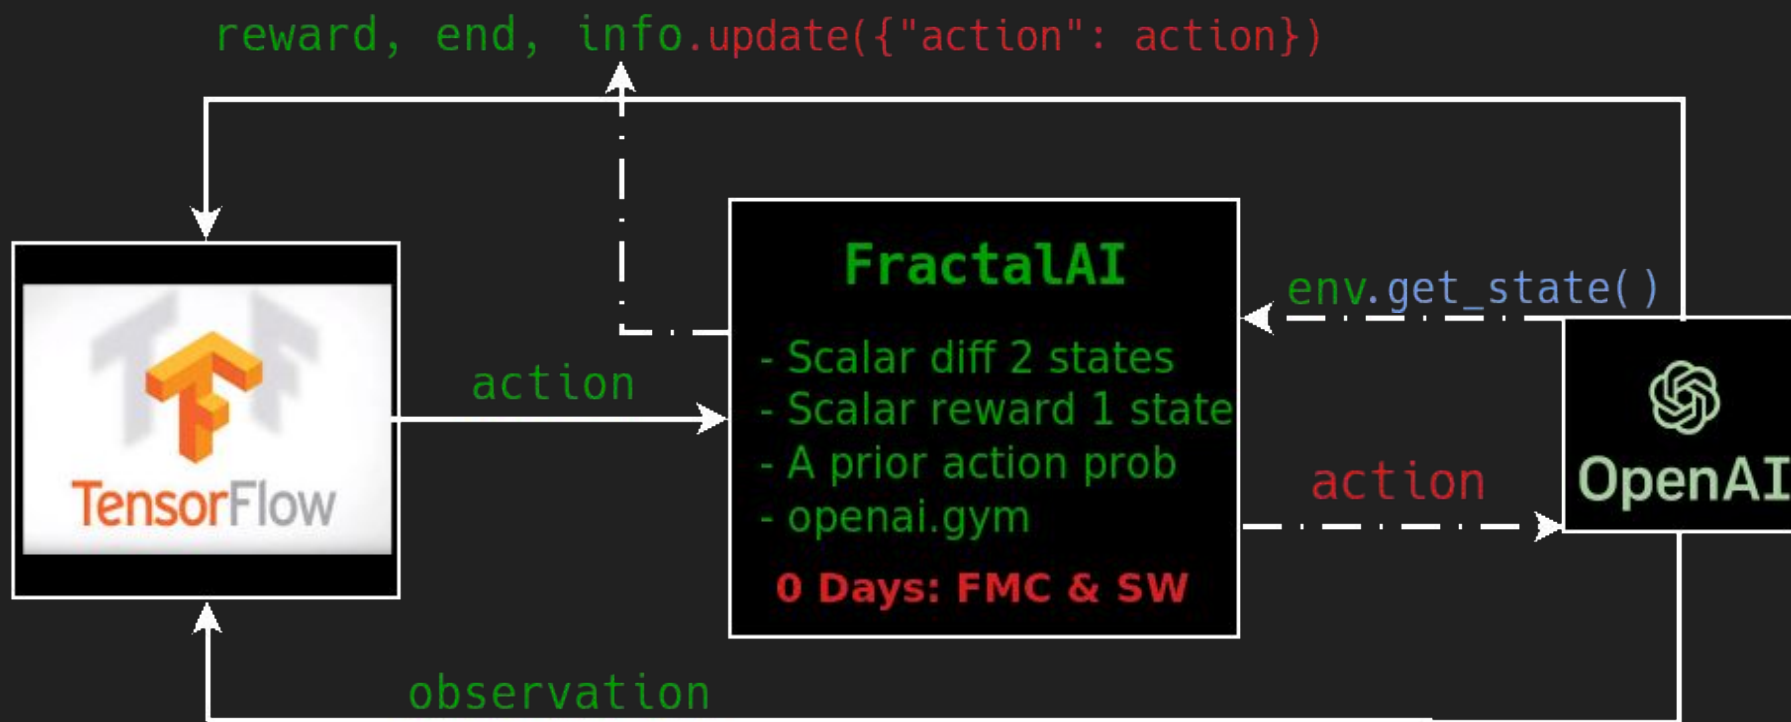 reward, end, info.update({"action": action})
FractalAI
env.get_state()
- Scalar diff 2 states
action
- Scalar reward 1 state
- A prior action prob
action
OpenAI
TensorFlow
- openai.gym
0 Days: FMC & SW
observation